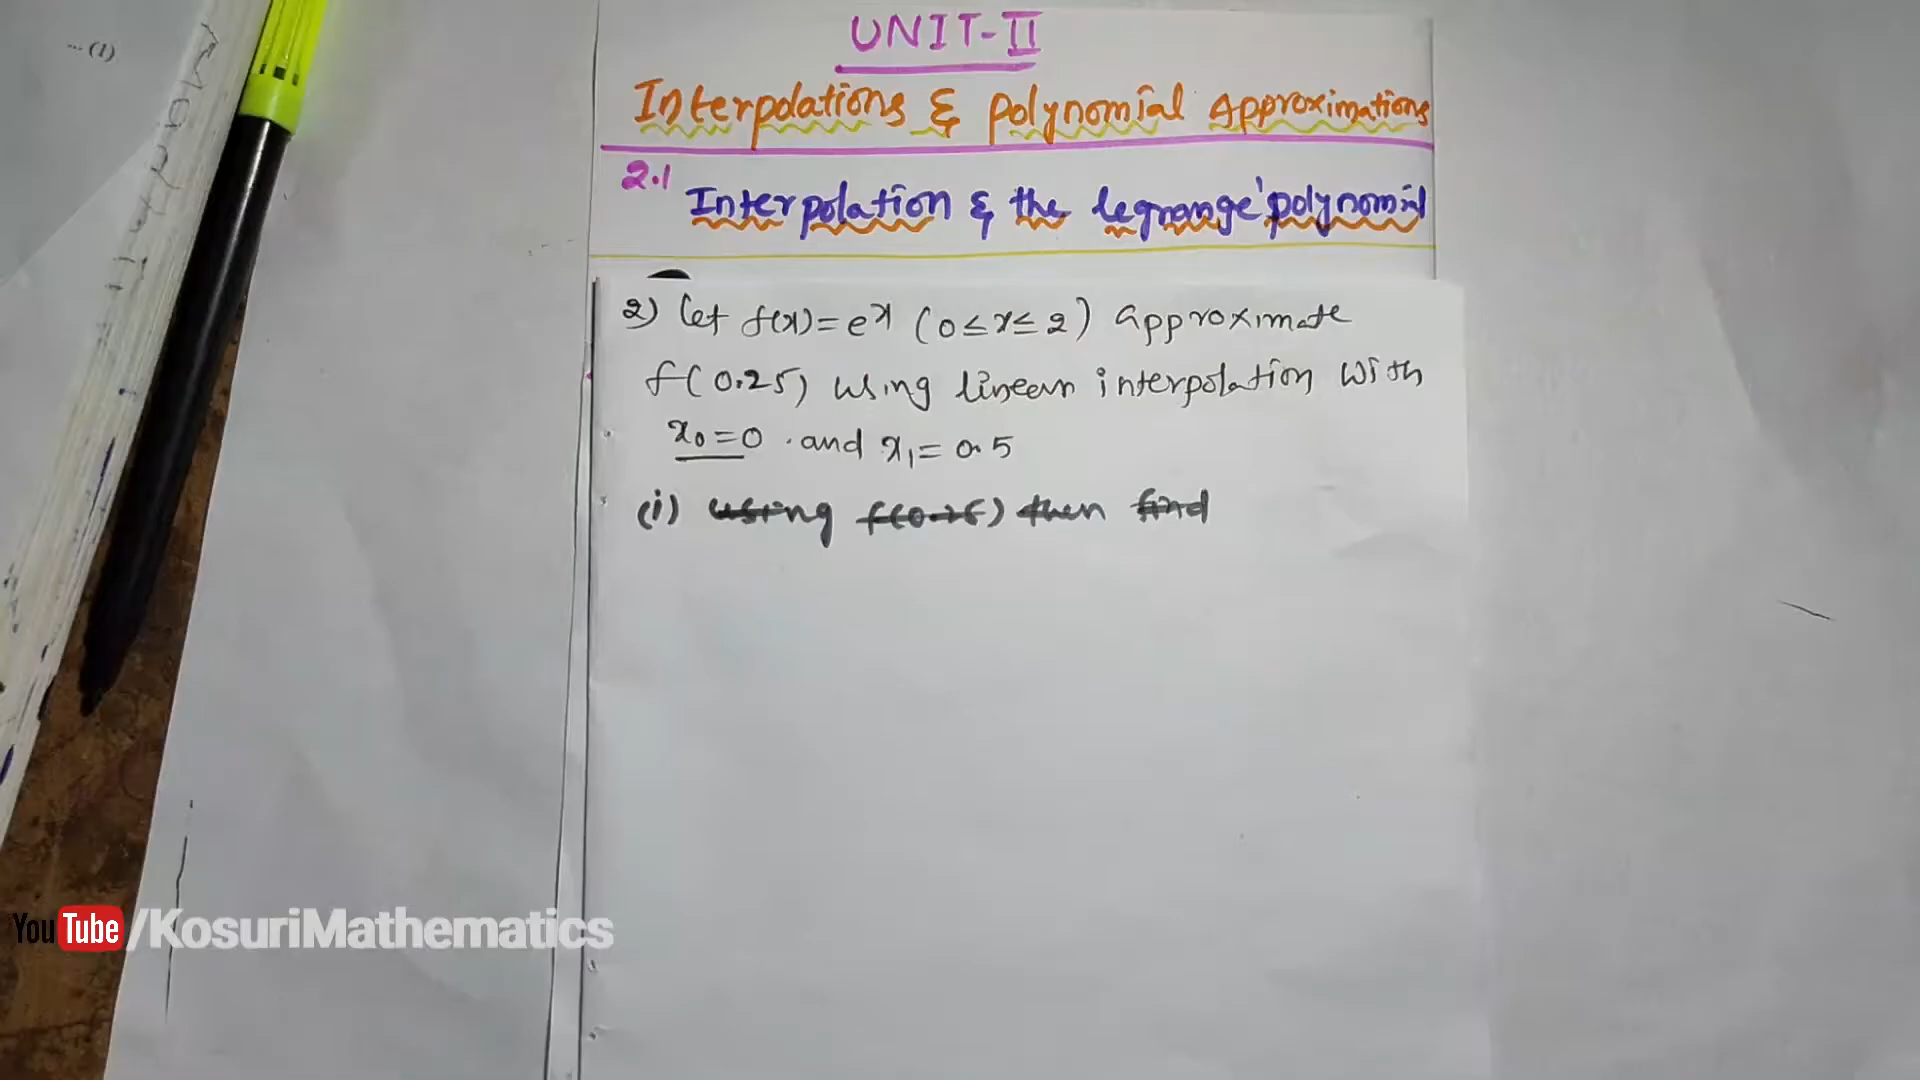 ... (1)
UNIT-II
Interpolations & polynomial Approximations
2.1
Interpolation & the legrange' polynomial
2) Let f(x)=e^x (0≤x≤2) approximate
f(0.25) using linear interpolation with
x₀=0 . and x₁=0.5
(i) using f(0.25) then find
YouTube/KosuriMathematics